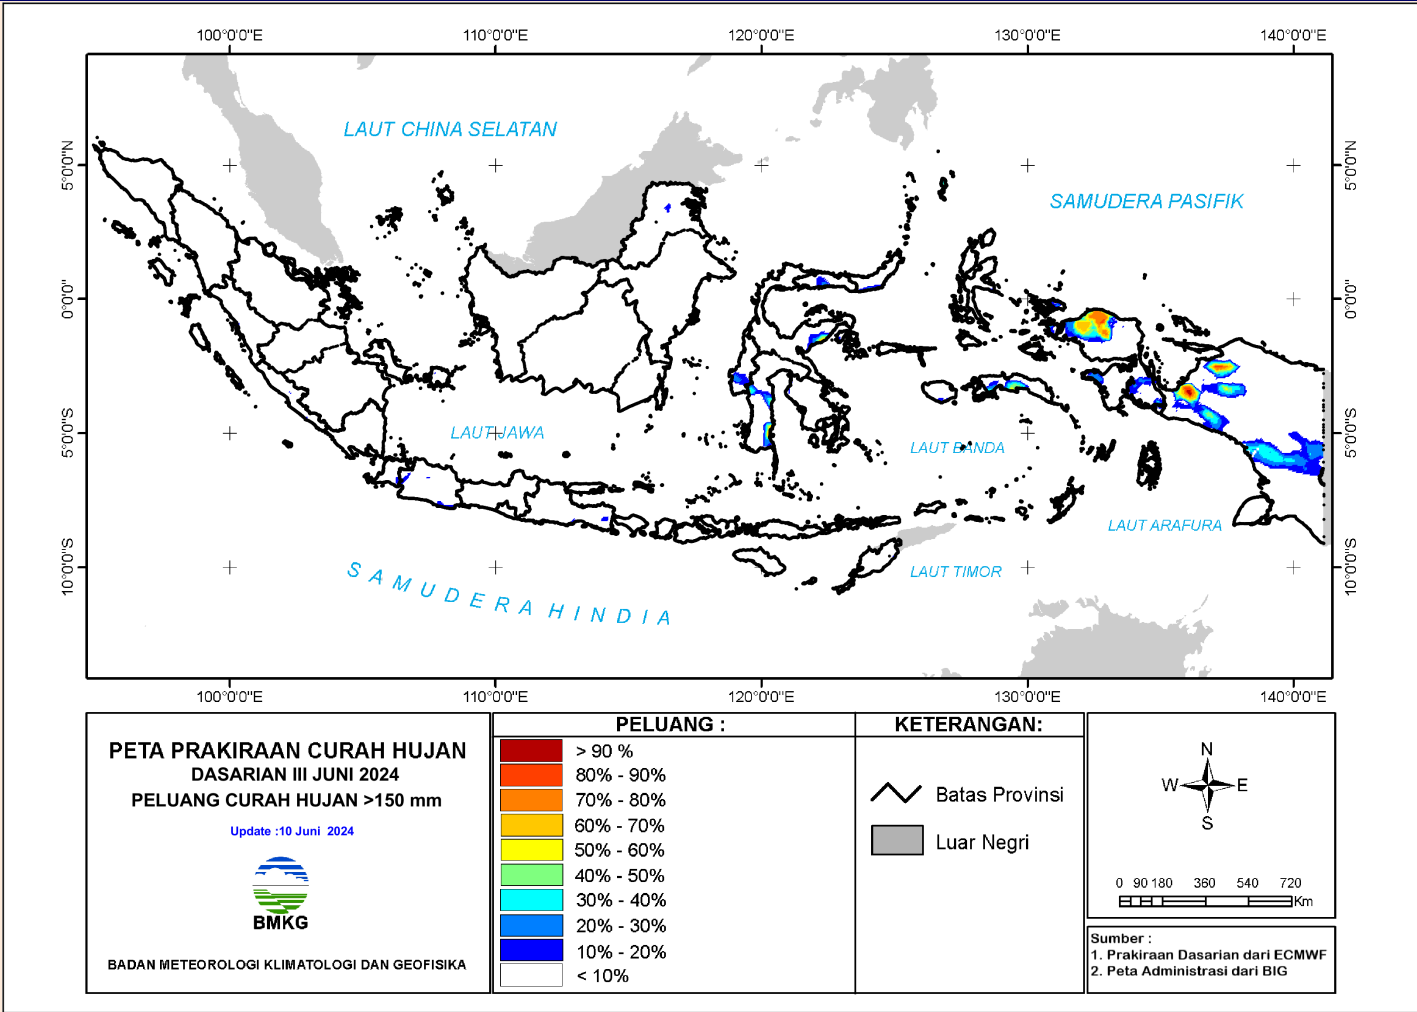 100°0'0"E 110°0'0"E 120°0'0"E 130°0'0"E 140°0'0"E
LAUT CHINA SELATAN
5°0'0"N 5°0'0"N
SAMUDERA PASIFIK
0°0'0" 0°0'0"
LAUT JAWA
5°0'0"S 5°0'0"S
LAUT BANDA
LAUT ARAFURA
10°0'0"S 10°0'0"S
LAUT TIMOR
SAMUDERA HINDIA
100°0'0"E 110°0'0"E 120°0'0"E 130°0'0"E 140°0'0"E
PETA PRAKIRAAN CURAH HUJAN
DASARIAN III JUNI 2024
PELUANG CURAH HUJAN >150 mm
Update :10 Juni 2024
BMKG
BADAN METEOROLOGI KLIMATOLOGI DAN GEOFISIKA
PELUANG :
> 90 %
80% - 90%
70% - 80%
60% - 70%
50% - 60%
40% - 50%
30% - 40%
20% - 30%
10% - 20%
< 10%
KETERANGAN:
Batas Provinsi
Luar Negri
N
W E
S
0 90 180 360 540 720
Km
Sumber :
1. Prakiraan Dasarian dari ECMWF
2. Peta Administrasi dari BIG